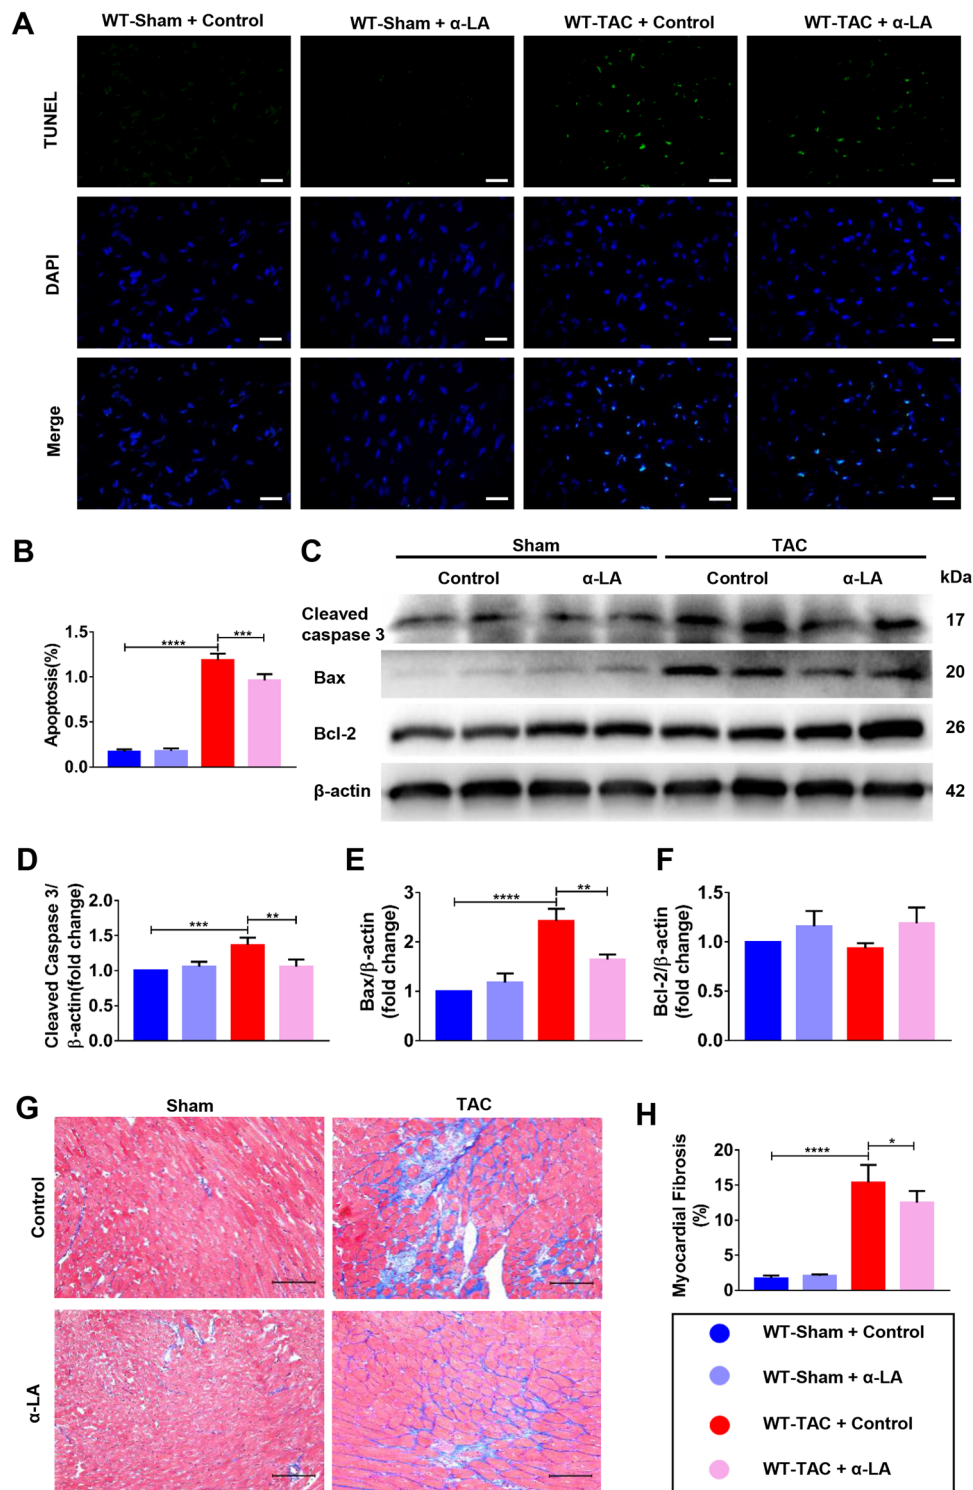 A
WT-Sham + Control
WT-Sham + α-LA
WT-TAC + Control
WT-TAC + α-LA
TUNEL
DAPI
Merge
B
Apoptosis(%)
1.5
1.0
0.5
0.0
****
***
C
Sham
TAC
Control
α-LA
Control
α-LA
kDa
Cleaved
caspase 3
17
Bax
20
Bcl-2
26
β-actin
42
D
Cleaved Caspase 3/
β-actin(fold change)
2.0
1.5
1.0
0.5
0.0
***
**
E
Bax/β-actin
(fold change)
3
2
1
0
****
**
F
Bcl-2/β-actin
(fold change)
1.5
1.0
0.5
0.0
G
Sham
TAC
Control
α-LA
H
Myocardial Fibrosis
(%)
20
15
10
5
0
****
*
WT-Sham + Control
WT-Sham + α-LA
WT-TAC + Control
WT-TAC + α-LA